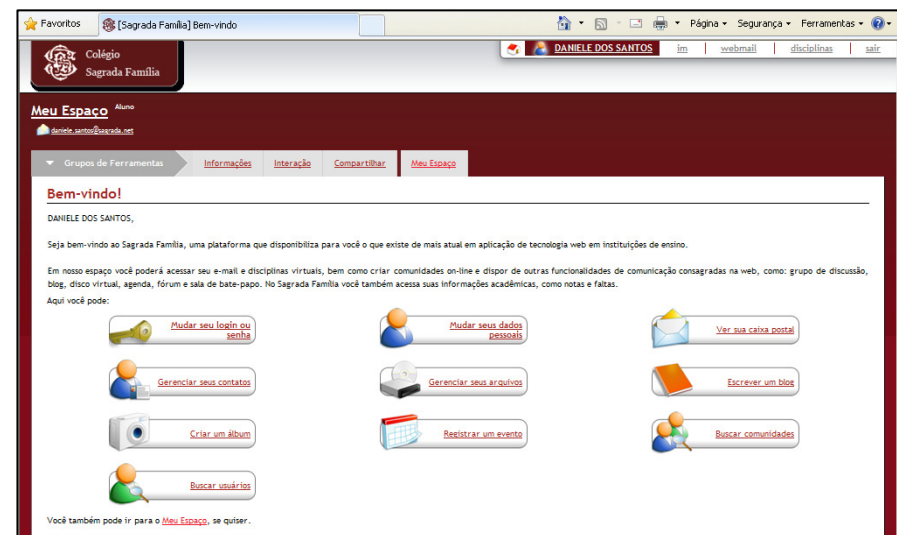 Favoritos
[Sagrada Família] Bem-vindo
Página
Segurança
Ferramentas
Colégio
Sagrada Família
DANIELE DOS SANTOS
im | webmail | disciplinas | sair
Meu Espaço Aluno
daniele.santos@sagrada.net
Grupos de Ferramentas
Informações
Interação
Compartilhar
Meu Espaço
Bem-vindo!
DANIELE DOS SANTOS,
Seja bem-vindo ao Sagrada Família, uma plataforma que disponibiliza para você o que existe de mais atual em aplicação de tecnologia web em instituições de ensino.
Em nosso espaço você poderá acessar seu e-mail e disciplinas virtuais, bem como criar comunidades on-line e dispor de outras funcionalidades de comunicação consagradas na web, como: grupo de discussão,
blog, disco virtual, agenda, fórum e sala de bate-papo. No Sagrada Família você também acessa suas informações acadêmicas, como notas e faltas.
Aqui você pode:
Mudar seu login ou
senha
Mudar seus dados
pessoais
Ver sua caixa postal
Gerenciar seus contatos
Gerenciar seus arquivos
Escrever um blog
Criar um álbum
Registrar um evento
Buscar comunidades
Buscar usuários
Você também pode ir para o Meu Espaço, se quiser.